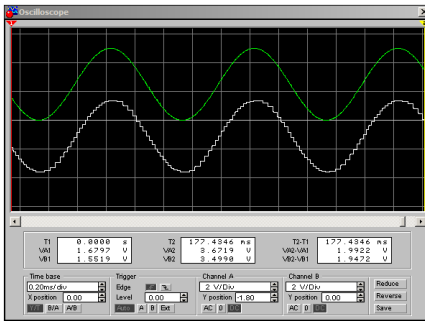 Oscilloscope
T1 0.0000 s T2 177.4346 ms T2-T1 177.4346 ms
VA1 1.6797 V VA2 3.6719 V VA2-VA1 1.9922 V
VB1 1.5519 V VB2 3.4990 V VB2-VB1 1.9472 V
Time base Trigger Channel A Channel B
0.20ms/div Edge 2 V/Div 2 V/Div Reduce
X position 0.00 Level 0.00 Y position -1.80 Y position 0.00 Reverse
Y/T B/A A/B Auto A B Ext AC 0 DC AC 0 DC Save